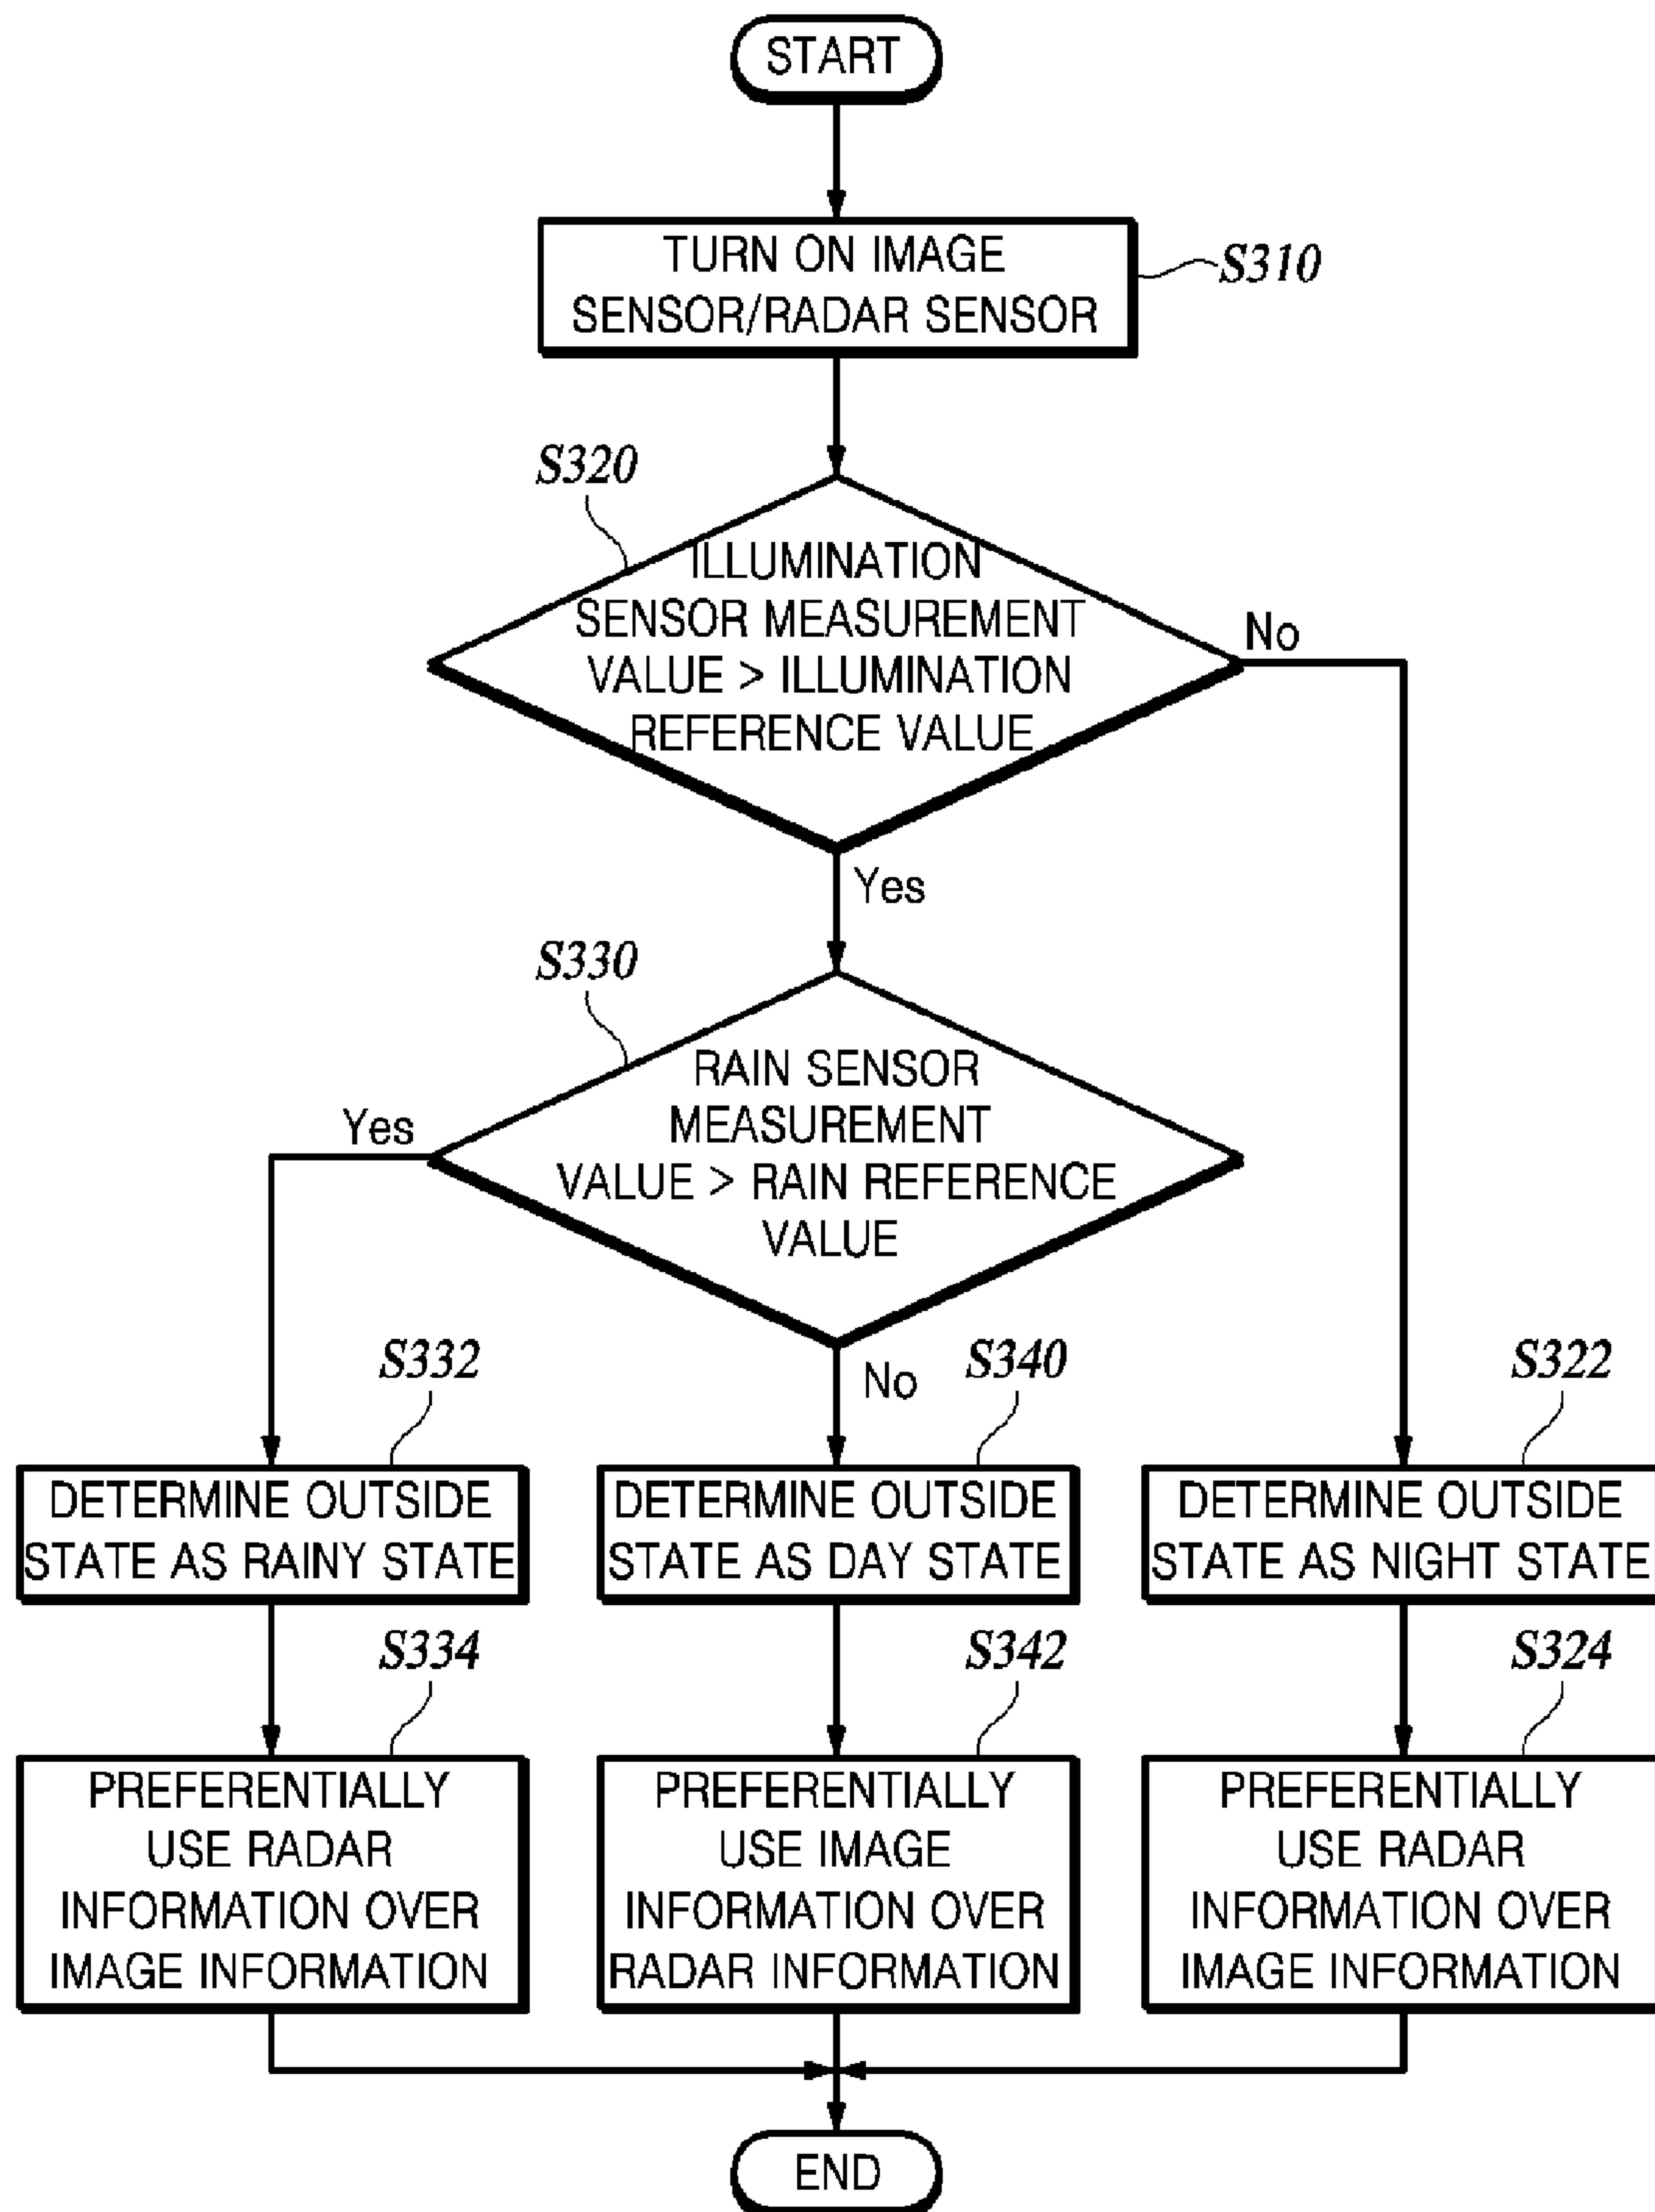 START
TURN ON IMAGE
SENSOR/RADAR SENSOR
S310
S320
ILLUMINATION
SENSOR MEASUREMENT
VALUE > ILLUMINATION
REFERENCE VALUE
No
Yes
S330
RAIN SENSOR
MEASUREMENT
VALUE > RAIN REFERENCE
VALUE
Yes
No
S332
DETERMINE OUTSIDE
STATE AS RAINY STATE
S340
DETERMINE OUTSIDE
STATE AS DAY STATE
S322
DETERMINE OUTSIDE
STATE AS NIGHT STATE
S334
PREFERENTIALLY
USE RADAR
INFORMATION OVER
IMAGE INFORMATION
S342
PREFERENTIALLY
USE IMAGE
INFORMATION OVER
RADAR INFORMATION
S324
PREFERENTIALLY
USE RADAR
INFORMATION OVER
IMAGE INFORMATION
END